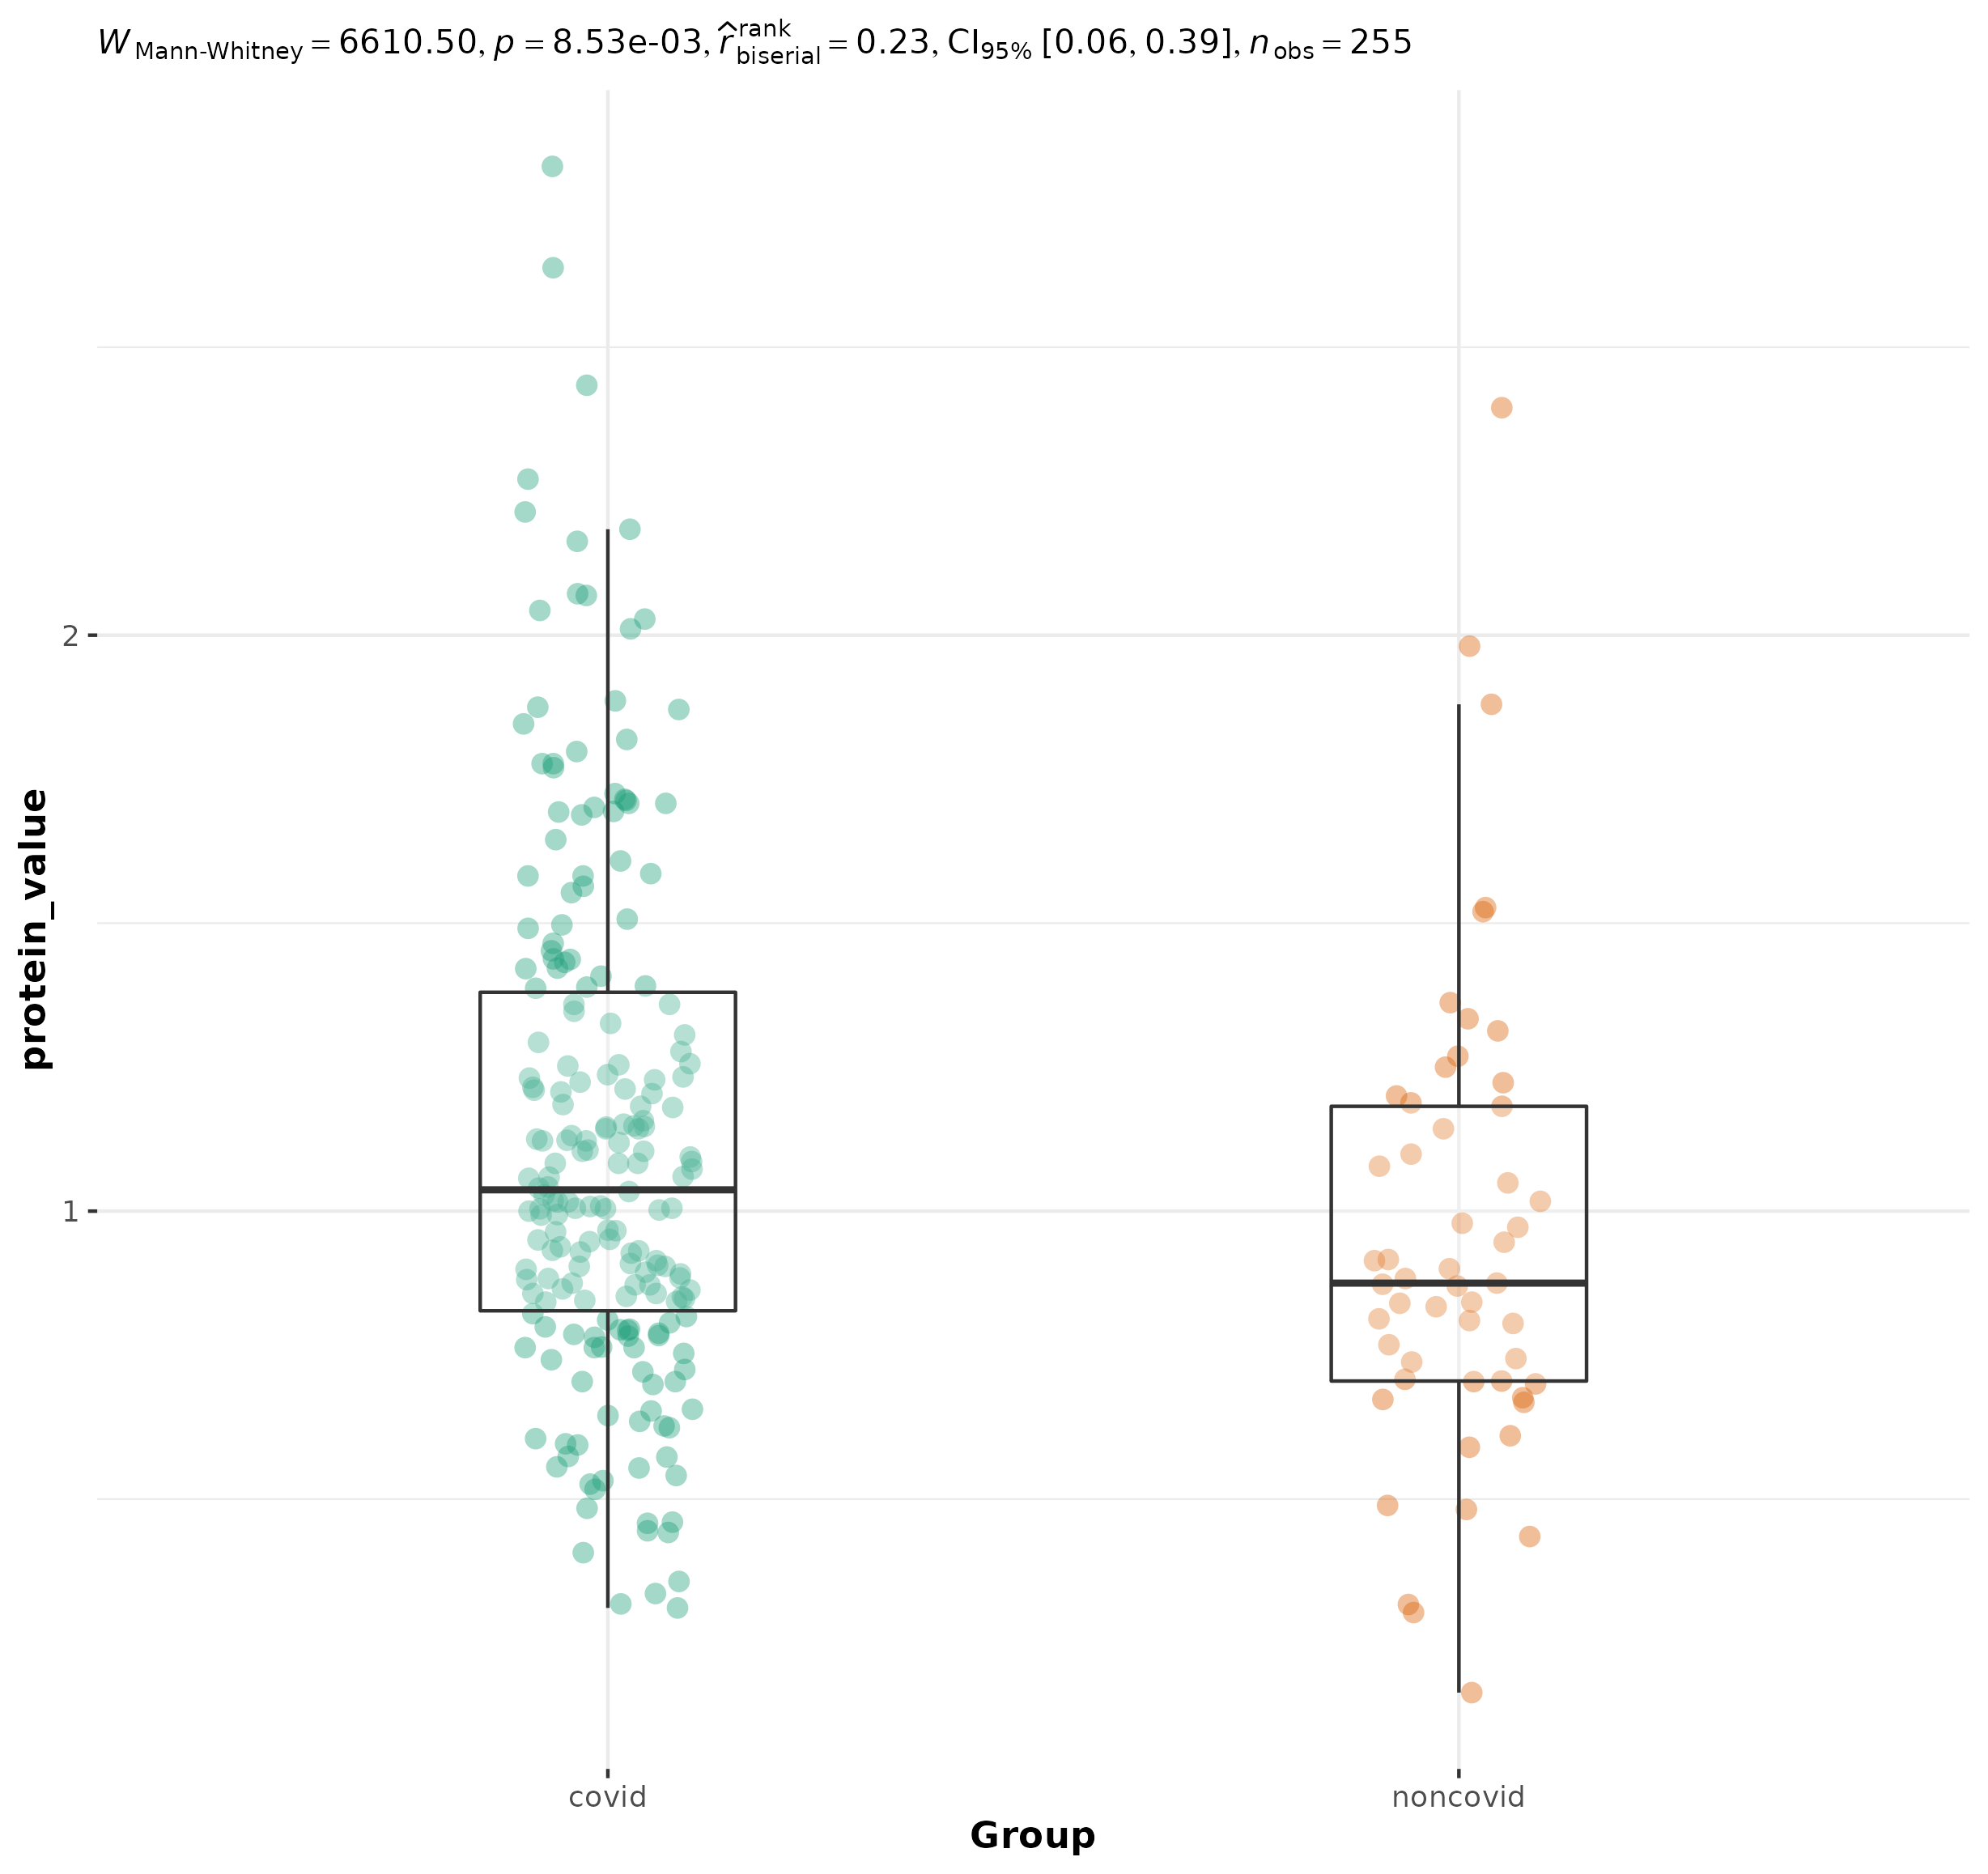 W Mann-Whitney = 6610.50, p = 8.53e-03, r̂ rank biserial = 0.23, CI95% [0.06, 0.39], n obs = 255
protein_value
2
1
covid noncovid
Group